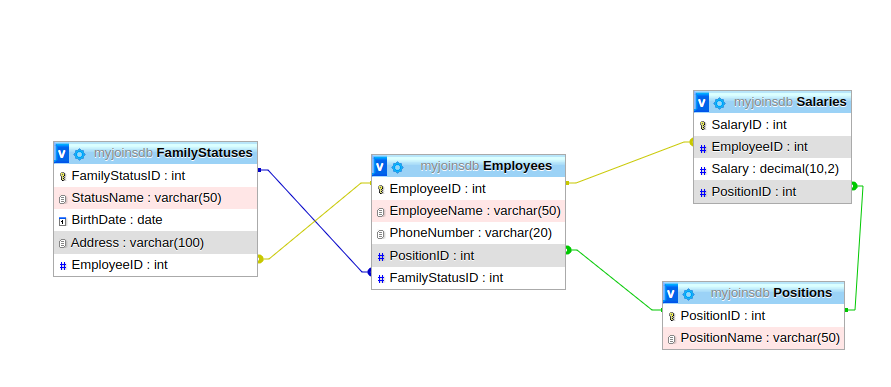 v myjoinsdb FamilyStatuses
FamilyStatusID : int
StatusName : varchar(50)
BirthDate : date
Address : varchar(100)
# EmployeeID : int
v myjoinsdb Employees
EmployeeID : int
EmployeeName : varchar(50)
PhoneNumber : varchar(20)
# PositionID : int
# FamilyStatusID : int
v myjoinsdb Salaries
SalaryID : int
# EmployeeID : int
# Salary : decimal(10,2)
# PositionID : int
v myjoinsdb Positions
PositionID : int
PositionName : varchar(50)